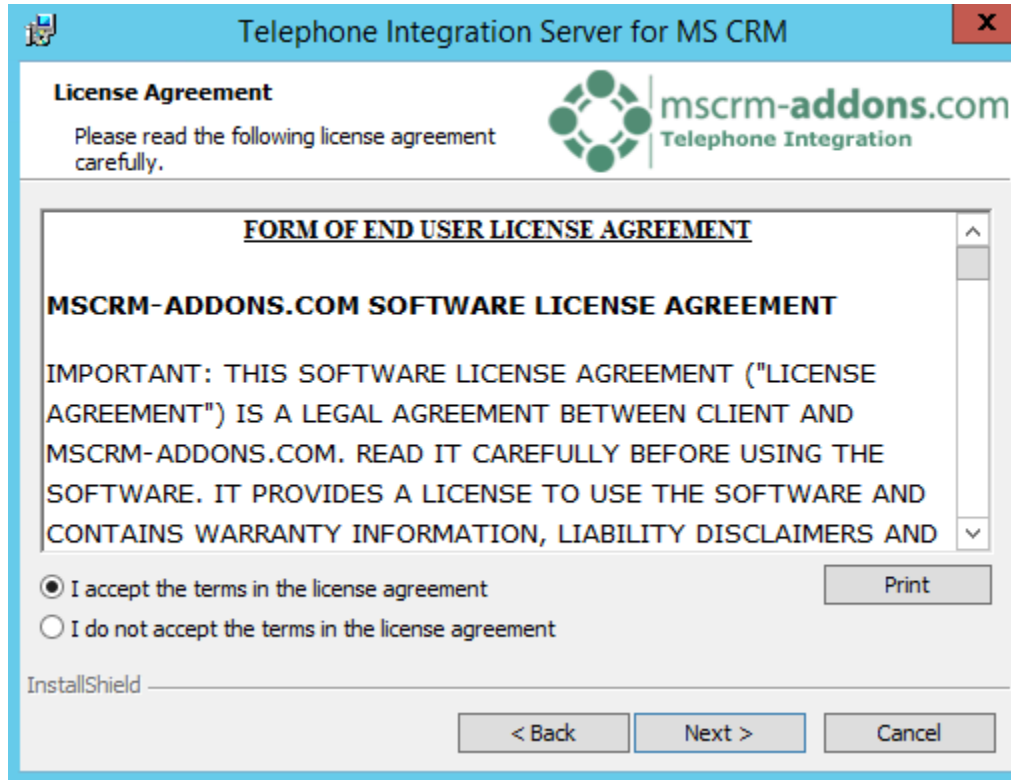 Telephone Integration Server for MS CRM
x
License Agreement
Please read the following license agreement
carefully.
mscrm-addons.com
Telephone Integration
FORM OF END USER LICENSE AGREEMENT
MSCRM-ADDONS.COM SOFTWARE LICENSE AGREEMENT
IMPORTANT: THIS SOFTWARE LICENSE AGREEMENT ("LICENSE
AGREEMENT") IS A LEGAL AGREEMENT BETWEEN CLIENT AND
MSCRM-ADDONS.COM. READ IT CAREFULLY BEFORE USING THE
SOFTWARE. IT PROVIDES A LICENSE TO USE THE SOFTWARE AND
CONTAINS WARRANTY INFORMATION, LIABILITY DISCLAIMERS AND
I accept the terms in the license agreement
Print
I do not accept the terms in the license agreement
InstallShield
< Back
Next >
Cancel